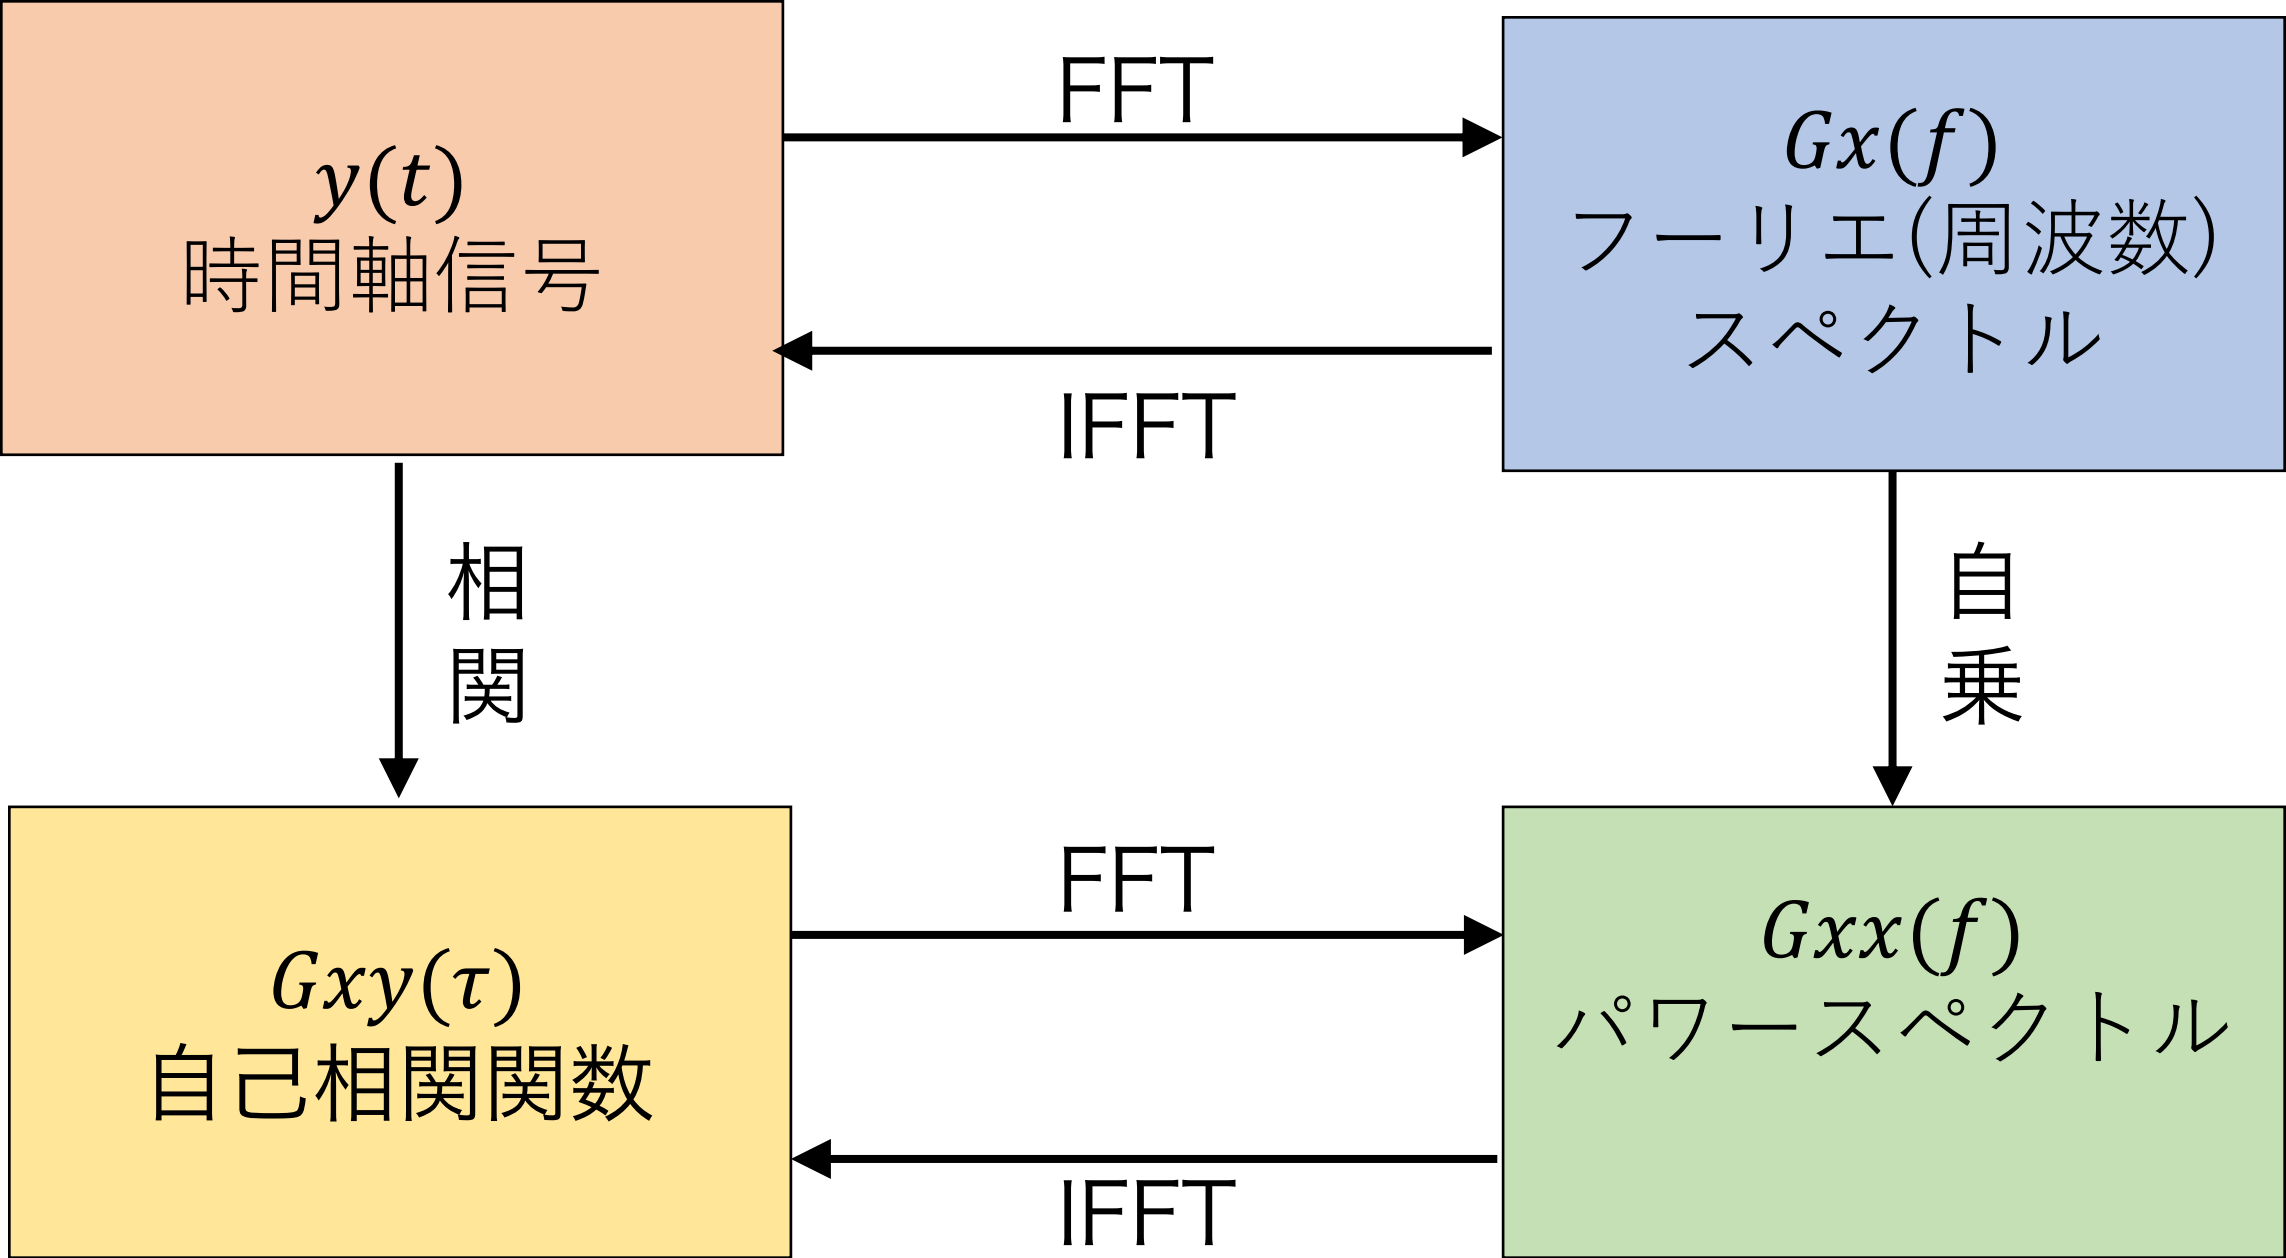 y(t)
時間軸信号
FFT
IFFT
Gx(f)
フーリエ(周波数)
スペクトル
相
関
自
乗
Gxy(τ)
自己相関関数
FFT
IFFT
Gxx(f)
パワースペクトル